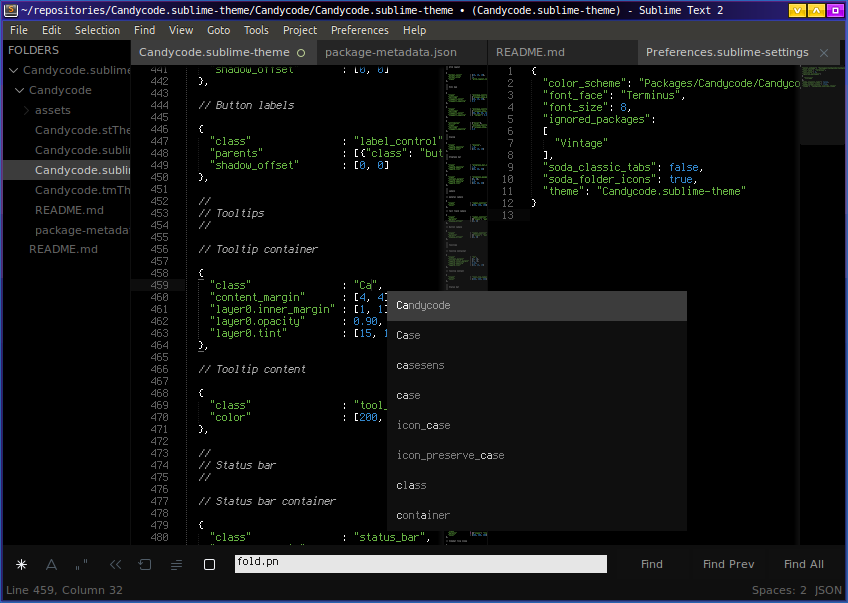 ~/repositories/Candycode.sublime-theme/Candycode/Candycode.sublime-theme • (Candycode.sublime-theme) - Sublime Text 2
File Edit Selection Find View Goto Tools Project Preferences Help
FOLDERS
Candycode.sublime
Candycode
assets
Candycode.stThe
Candycode.subli
Candycode.subli
Candycode.tmTh
README.md
package-metada
README.md
Candycode.sublime-theme
package-metadata.json
README.md
Preferences.sublime-settings
441 "shadow_offset" : [0, 0]
442 },
443
444 // Button labels
445
446 {
447 "class" : "label_control"
448 "parents" : [{"class": "but
449 "shadow_offset" : [0, 0]
450 },
451
452 //
453 // Tooltips
454 //
455
456 // Tooltip container
457
458 {
459 "class" : "Ca",
460 "content_margin" : [4, 4]
461 "layer0.inner_margin" : [1, 1]
462 "layer0.opacity" : 0.90,
463 "layer0.tint" : [15, 1
464 },
465
466 // Tooltip content
467
468 {
469 "class" : "tool_
470 "color" : [200,
471 },
472
473 //
474 // Status bar
475 //
476
477 // Status bar container
478
479 {
480 "class" : "status_bar",
Candycode
Case
casesens
case
icon_case
icon_preserve_case
class
container
1 {
2 "color_scheme": "Packages/Candycode/Candyco
3 "font_face": "Terminus",
4 "font_size": 8,
5 "ignored_packages":
6 [
7 "Vintage"
8 ],
9 "soda_classic_tabs": false,
10 "soda_folder_icons": true,
11 "theme": "Candycode.sublime-theme"
12 }
13
fold.pn
Find Find Prev Find All
Line 459, Column 32
Spaces: 2 JSON